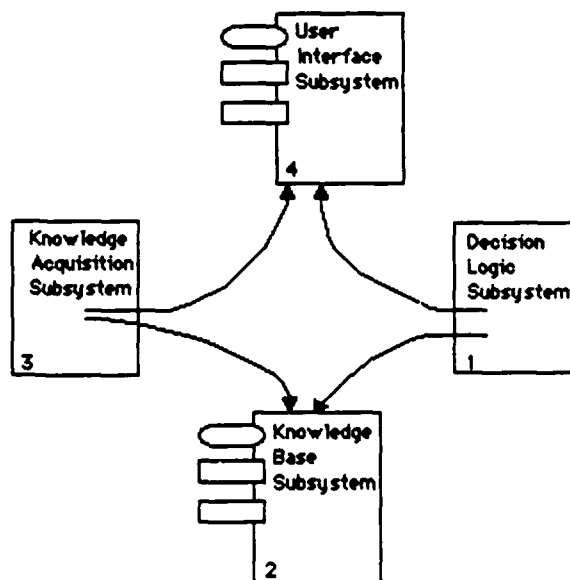 User
Interface
Subsystem
4
Knowledge
Acquisition
Subsystem
3
Decision
Logic
Subsystem
1
Knowledge
Base
Subsystem
2